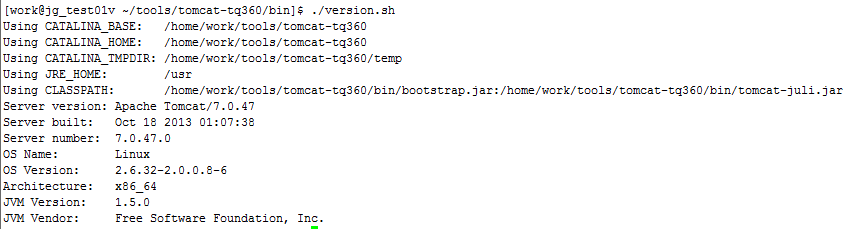 [work@jg_test01v ~/tools/tomcat-tq360/bin]$ ./version.sh
Using CATALINA_BASE:   /home/work/tools/tomcat-tq360
Using CATALINA_HOME:   /home/work/tools/tomcat-tq360
Using CATALINA_TMPDIR: /home/work/tools/tomcat-tq360/temp
Using JRE_HOME:        /usr
Using CLASSPATH:       /home/work/tools/tomcat-tq360/bin/bootstrap.jar:/home/work/tools/tomcat-tq360/bin/tomcat-juli.jar
Server version: Apache Tomcat/7.0.47
Server built:   Oct 18 2013 01:07:38
Server number:  7.0.47.0
OS Name:        Linux
OS Version:     2.6.32-2.0.0.8-6
Architecture:   x86_64
JVM Version:    1.5.0
JVM Vendor:     Free Software Foundation, Inc.